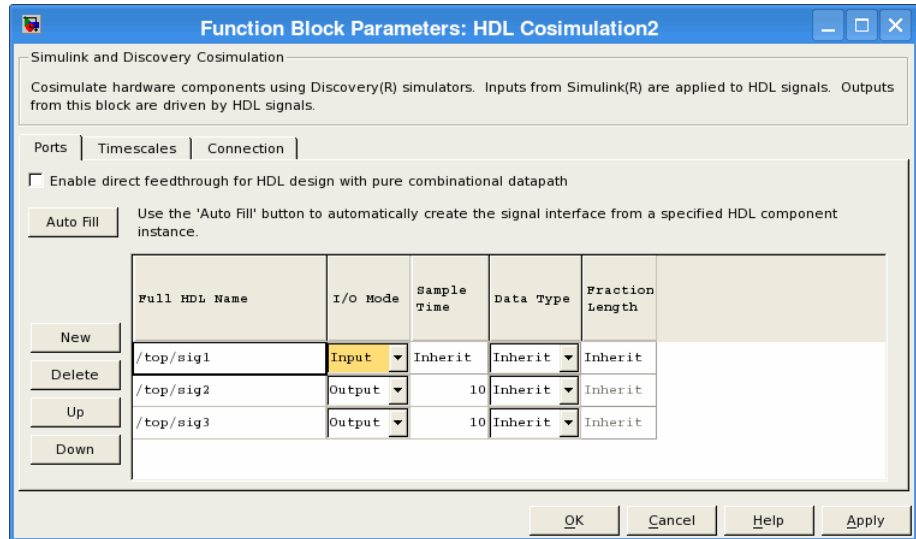 Function Block Parameters: HDL Cosimulation2
Simulink and Discovery Cosimulation
Cosimulate hardware components using Discovery(R) simulators. Inputs from Simulink(R) are applied to HDL signals. Outputs
from this block are driven by HDL signals.
Ports Timescales Connection
Enable direct feedthrough for HDL design with pure combinational datapath
Auto Fill
Use the 'Auto Fill' button to automatically create the signal interface from a specified HDL component
instance.
Full HDL Name I/O Mode Sample Time Data Type Fraction Length
/top/sig1 Input Inherit Inherit Inherit
/top/sig2 Output 10 Inherit Inherit
/top/sig3 Output 10 Inherit Inherit
New
Delete
Up
Down
OK Cancel Help Apply